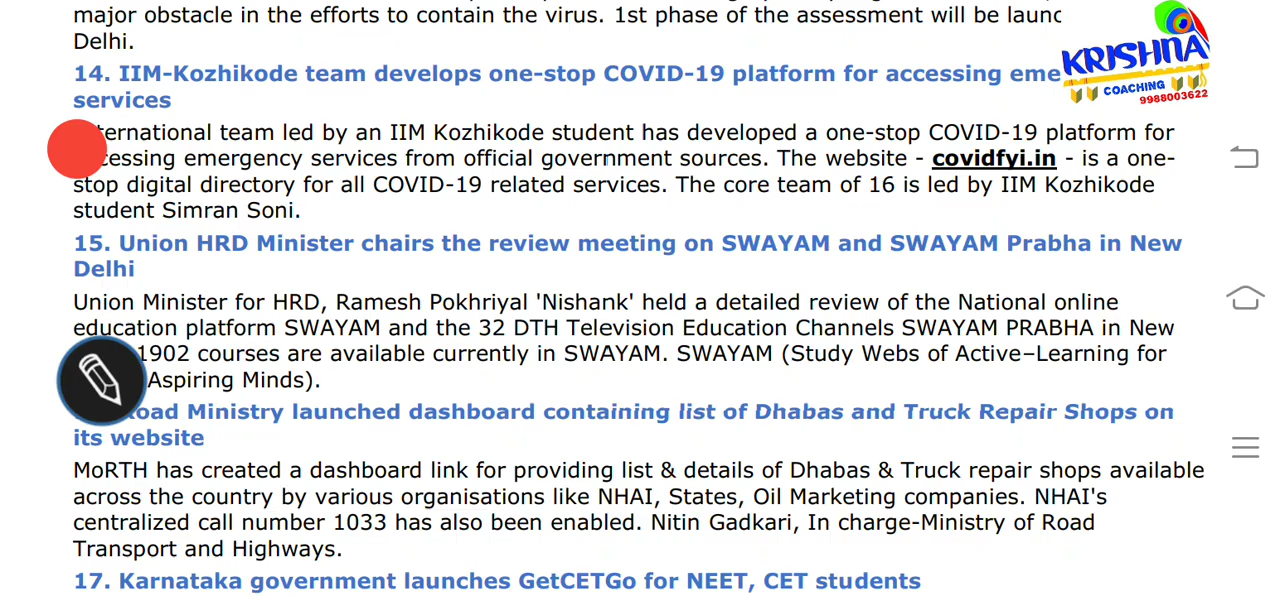 major obstacle in the efforts to contain the virus. 1st phase of the assessment will be launc
Delhi.
14. IIM-Kozhikode team develops one-stop COVID-19 platform for accessing eme
services
KRISHNA
COACHING
9988003622
ternational team led by an IIM Kozhikode student has developed a one-stop COVID-19 platform for
cessing emergency services from official government sources. The website - covidfyi.in - is a one-
stop digital directory for all COVID-19 related services. The core team of 16 is led by IIM Kozhikode
student Simran Soni.
15. Union HRD Minister chairs the review meeting on SWAYAM and SWAYAM Prabha in New
Delhi
Union Minister for HRD, Ramesh Pokhriyal 'Nishank' held a detailed review of the National online
education platform SWAYAM and the 32 DTH Television Education Channels SWAYAM PRABHA in New
1902 courses are available currently in SWAYAM. SWAYAM (Study Webs of Active–Learning for
Aspiring Minds).
Road Ministry launched dashboard containing list of Dhabas and Truck Repair Shops on
its website
MoRTH has created a dashboard link for providing list & details of Dhabas & Truck repair shops available
across the country by various organisations like NHAI, States, Oil Marketing companies. NHAI's
centralized call number 1033 has also been enabled. Nitin Gadkari, In charge-Ministry of Road
Transport and Highways.
17. Karnataka government launches GetCETGo for NEET, CET students